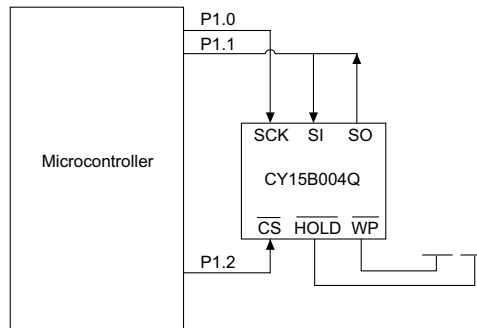 P1.0
P1.1
SCK SI SO
Microcontroller
CY15B004Q
CS HOLD WP
P1.2